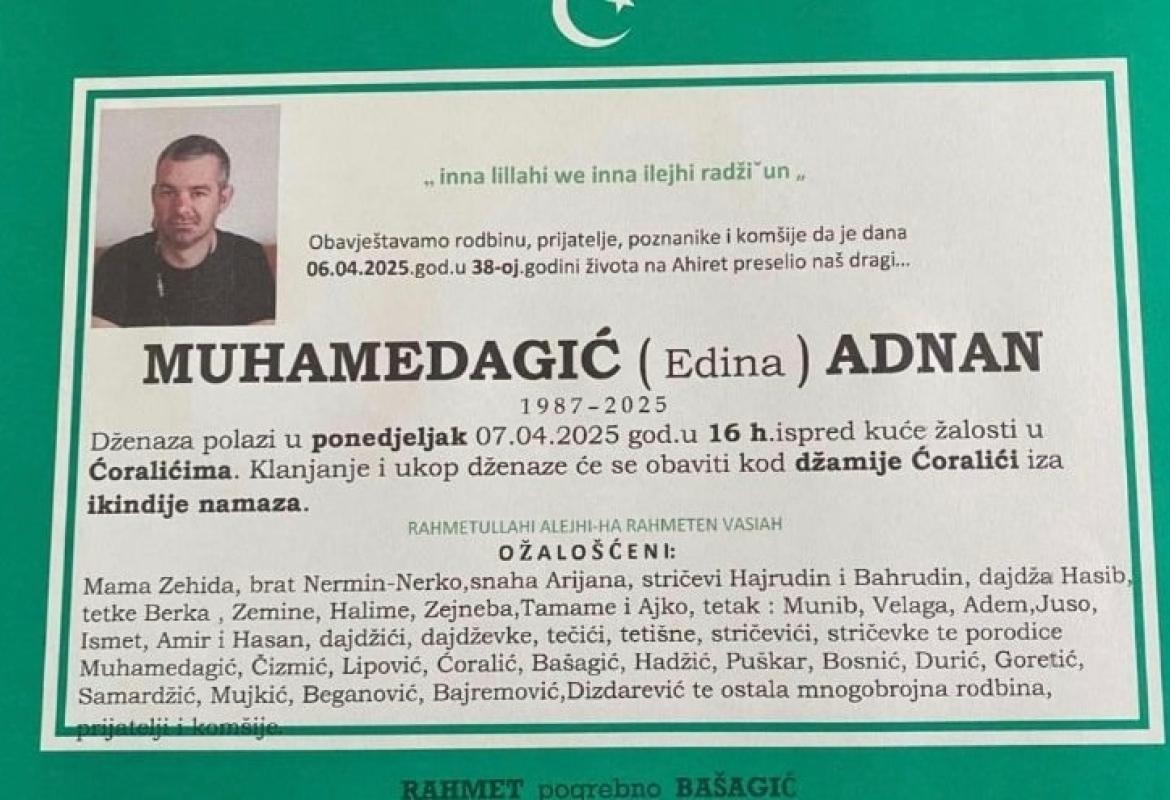 „ inna lillahi we inna ilejhi radžiˇun „
Obavještavamo rodbinu, prijatelje, poznanike i komšije da je dana
06.04.2025.god.u 38-oj.godini života na Ahiret preselio naš dragi...
MUHAMEDAGIĆ ( Edina ) ADNAN
1987-2025
Dženaza polazi u ponedjeljak 07.04.2025 god.u 16 h.ispred kuće žalosti u
Ćoralićima. Klanjanje i ukop dženaze će se obaviti kod džamije Ćoralići iza
ikindije namaza.
RAHMETULLAHI ALEJHI-HA RAHMETEN VASIAH
OŽALOŠĆENI:
Mama Zehida, brat Nermin-Nerko,snaha Arijana, stričevi Hajrudin i Bahrudin, dajdža Hasib,
tetke Berka , Zemine, Halime, Zejneba,Tamame i Ajko, tetak : Munib, Velaga, Adem,Juso,
Ismet, Amir i Hasan, dajdžići, dajdževke, tečići, tetišne, stričevići, stričevke te porodice
Muhamedagić, Čizmić, Lipović, Ćoralić, Bašagić, Hadžić, Puškar, Bosnić, Durić, Goretić,
Samardžić, Mujkić, Beganović, Bajremović,Dizdarević te ostala mnogobrojna rodbina,
prijatelji i komšije.
RAHMET pogrebno BAŠAGIĆ